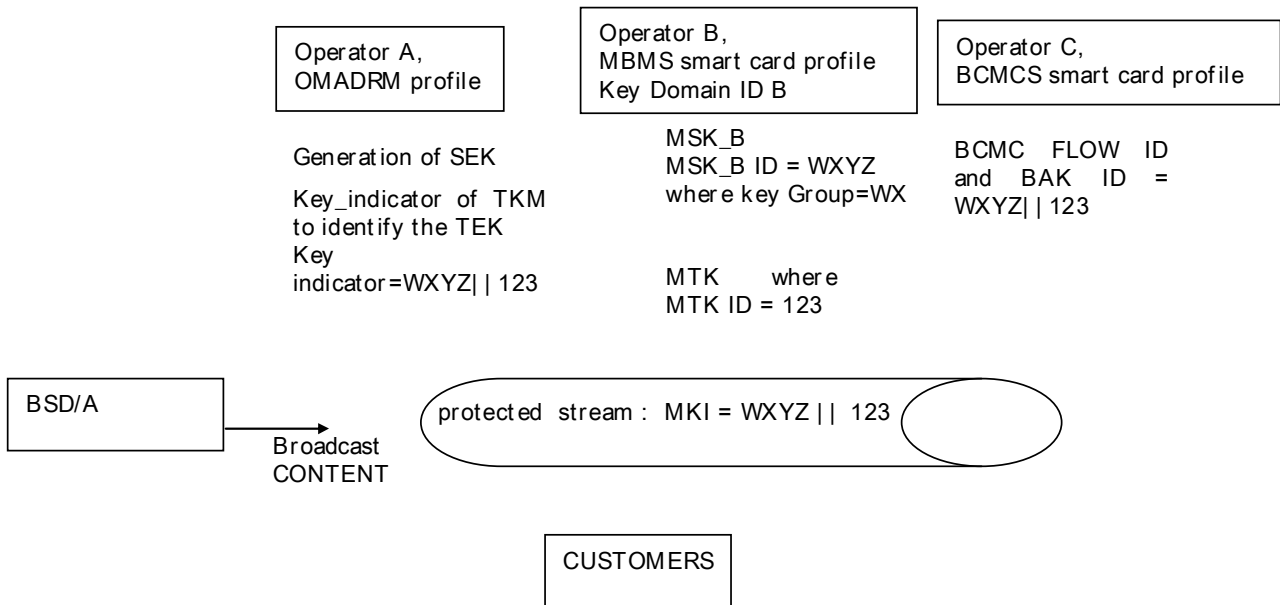 Operator A,
OMADRM profile
Operator B,
MBMS smart card profile
Key Domain ID B
Operator C,
BCMCS smart card profile
Generation of SEK
Key_indicator of TKM
to identify the TEK
Key
indicator=WXYZ||123
MSK_B
MSK_B ID = WXYZ
where key Group=WX
MTK where
MTK ID = 123
BCMC FLOW ID
and BAK ID =
WXYZ||123
BSD/A
Broadcast
CONTENT
protected stream: MKI = WXYZ || 123
CUSTOMERS